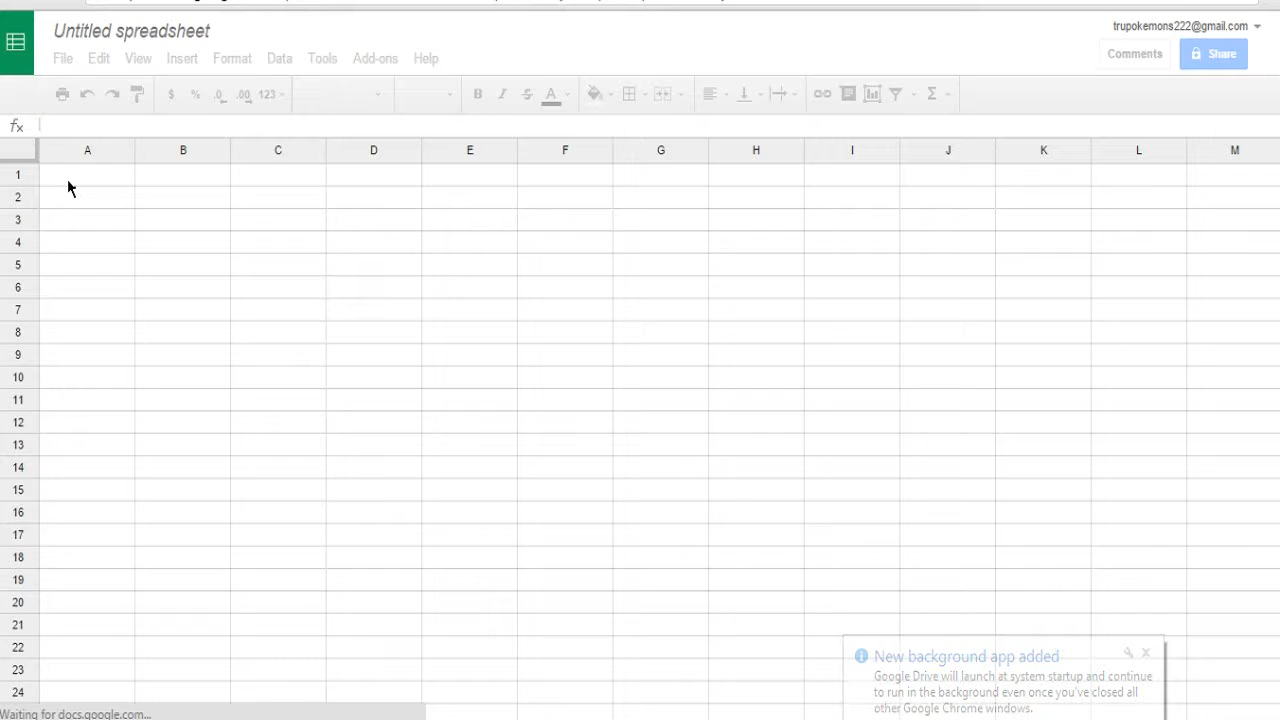 Untitled spreadsheet
trupokemons222@gmail.com
File Edit View Insert Format Data Tools Add-ons Help
Comments
Share
$ % .0 .00 123 B I S A Σ
fx
A B C D E F G H I J K L M
1
2
3
4
5
6
7
8
9
10
11
12
13
14
15
16
17
18
19
20
21
22
23
24
New background app added
Google Drive will launch at system startup and continue
to run in the background even once you've closed all
other Google Chrome windows.
Waiting for docs.google.com...